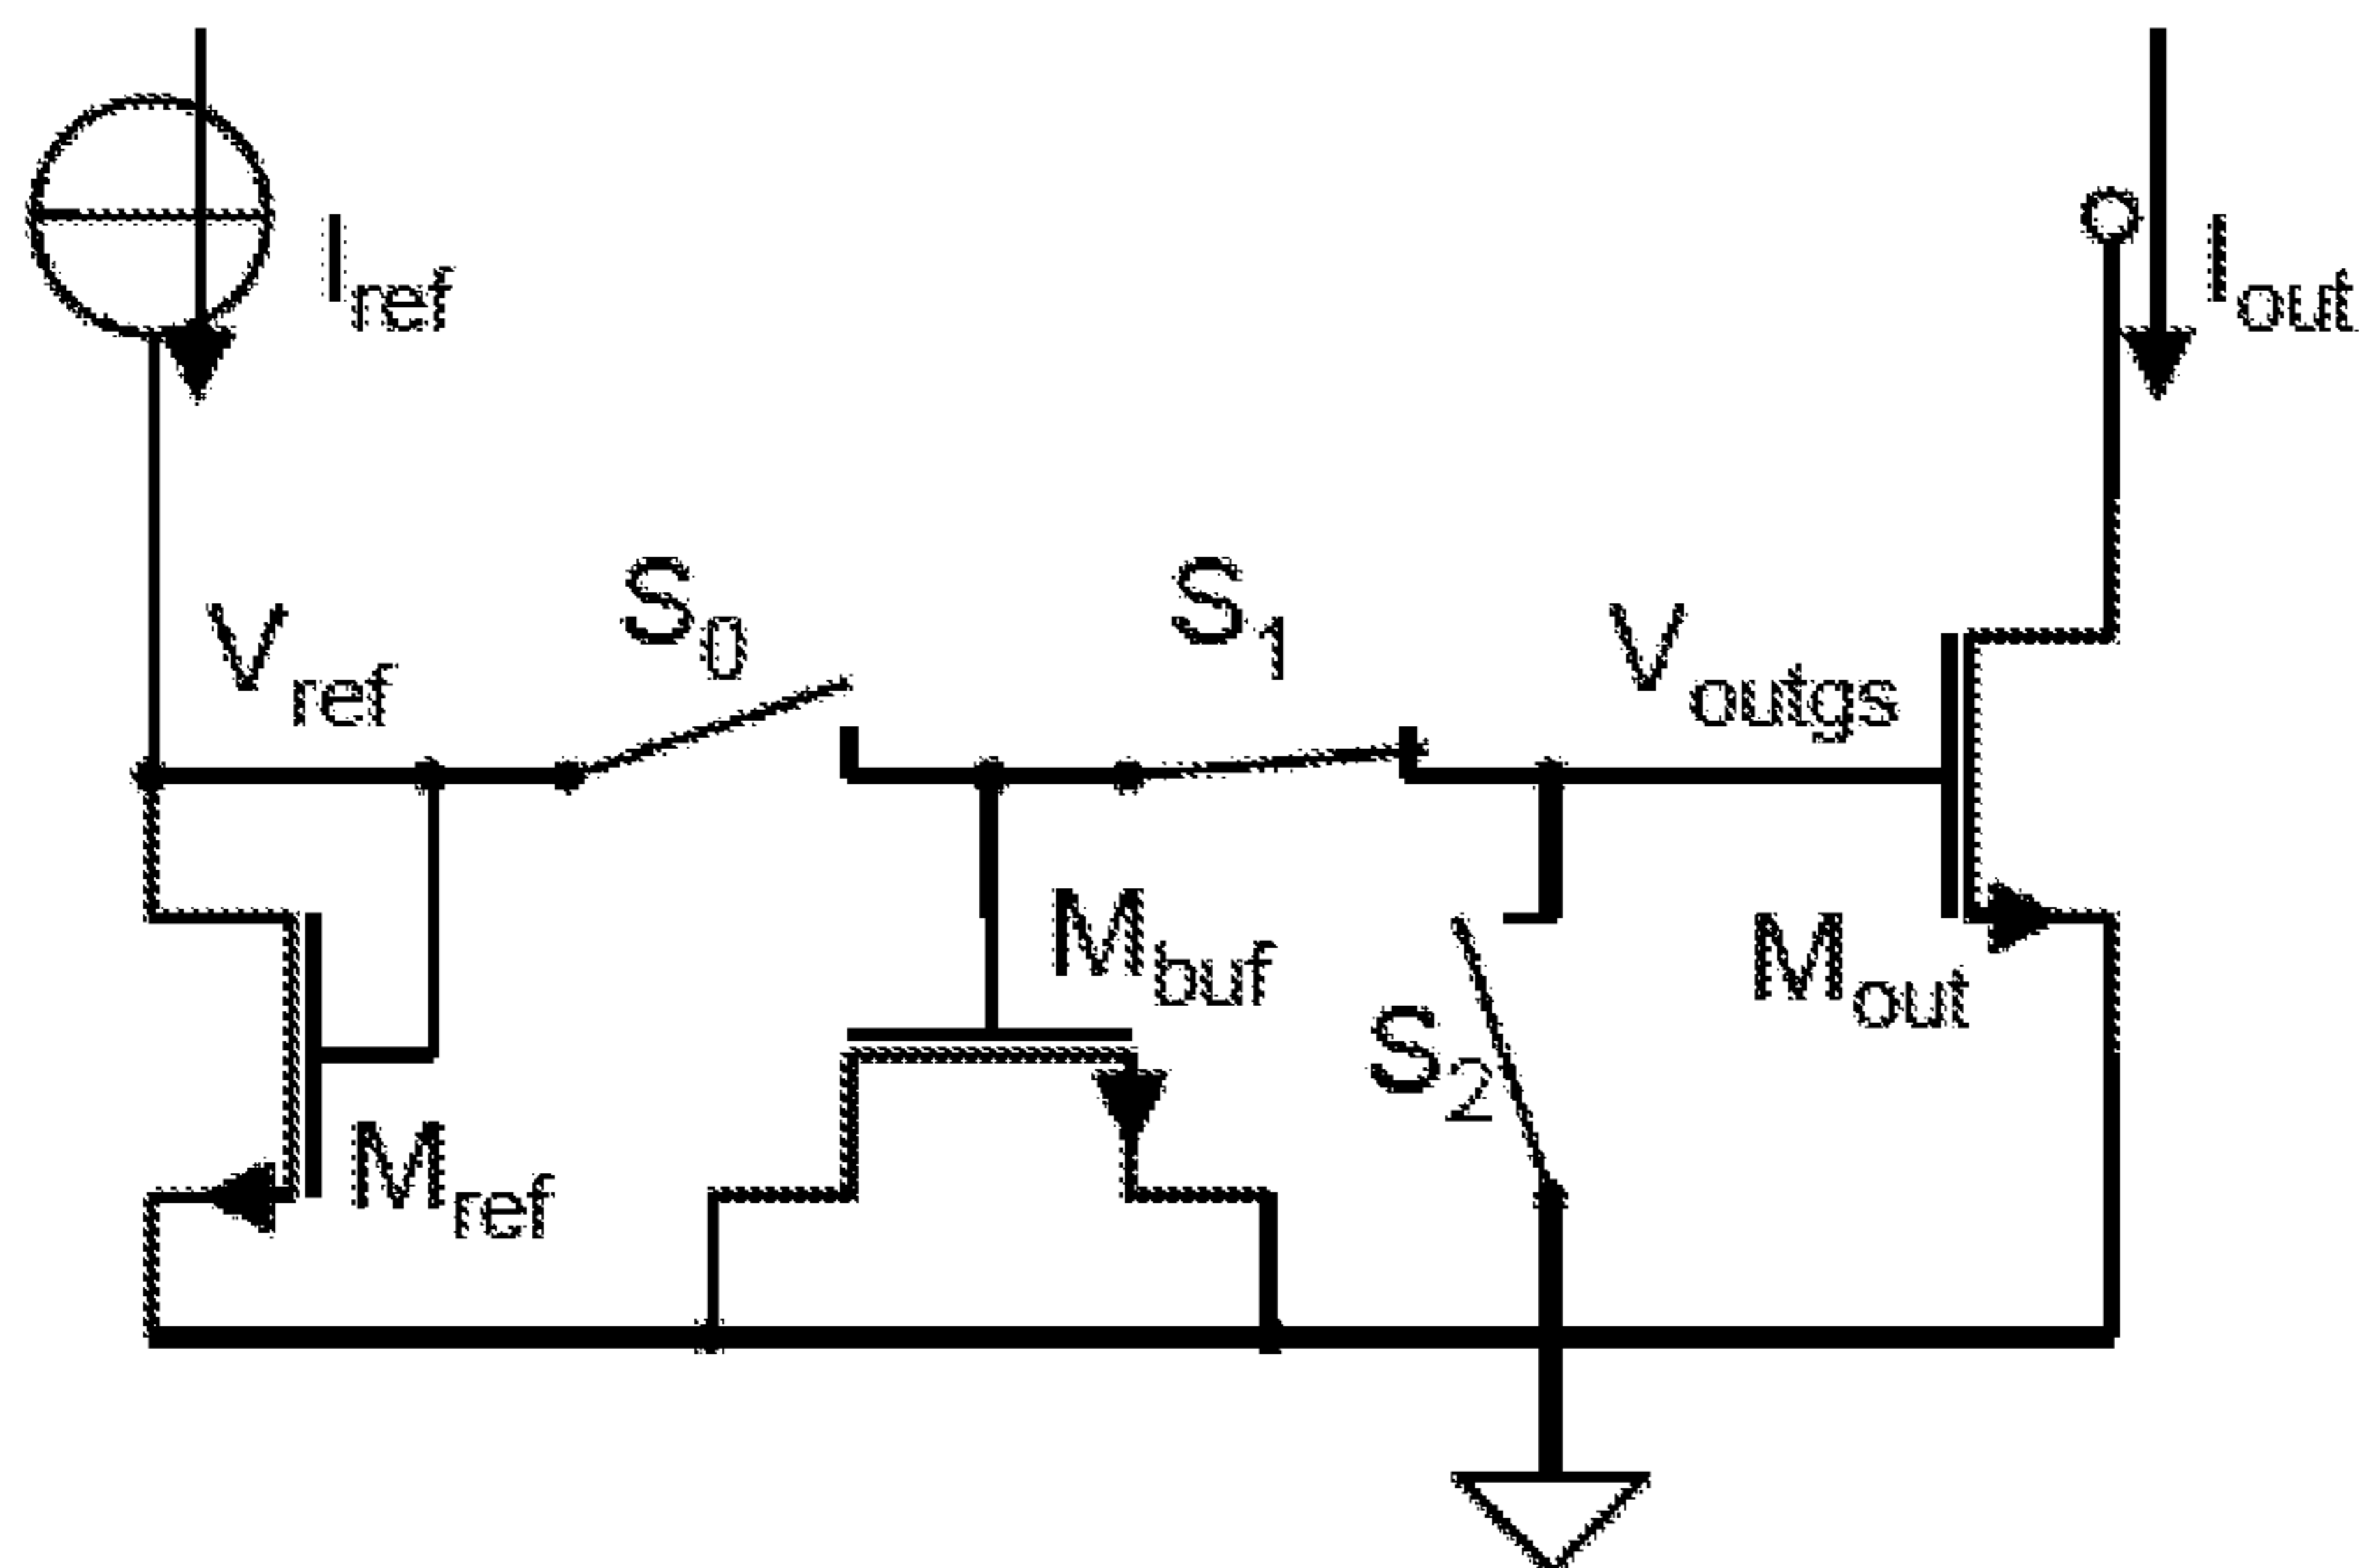 Iref
Iout
Vref
S0
S1
Voutgs
Mbuf
Mout
S2
Mref